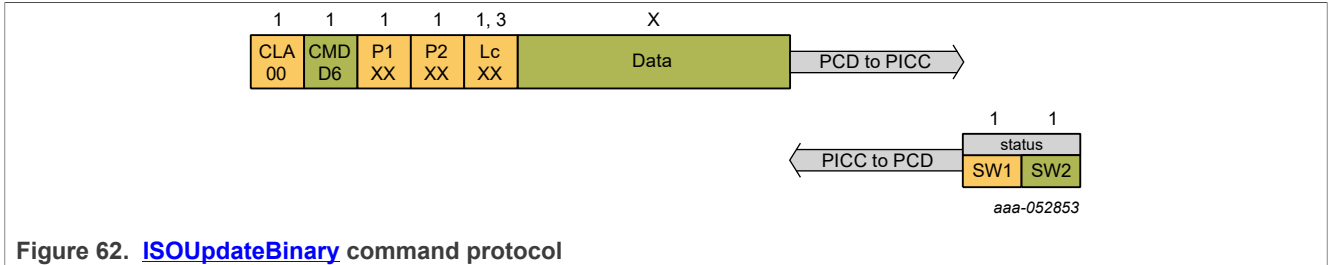 1 1 1 1 1, 3 X
CLA CMD P1 P2 Lc Data PCD to PICC
00 D6 XX XX XX
1 1
status
PICC to PCD SW1 SW2
aaa-052853
Figure 62. ISOUpdateBinary command protocol